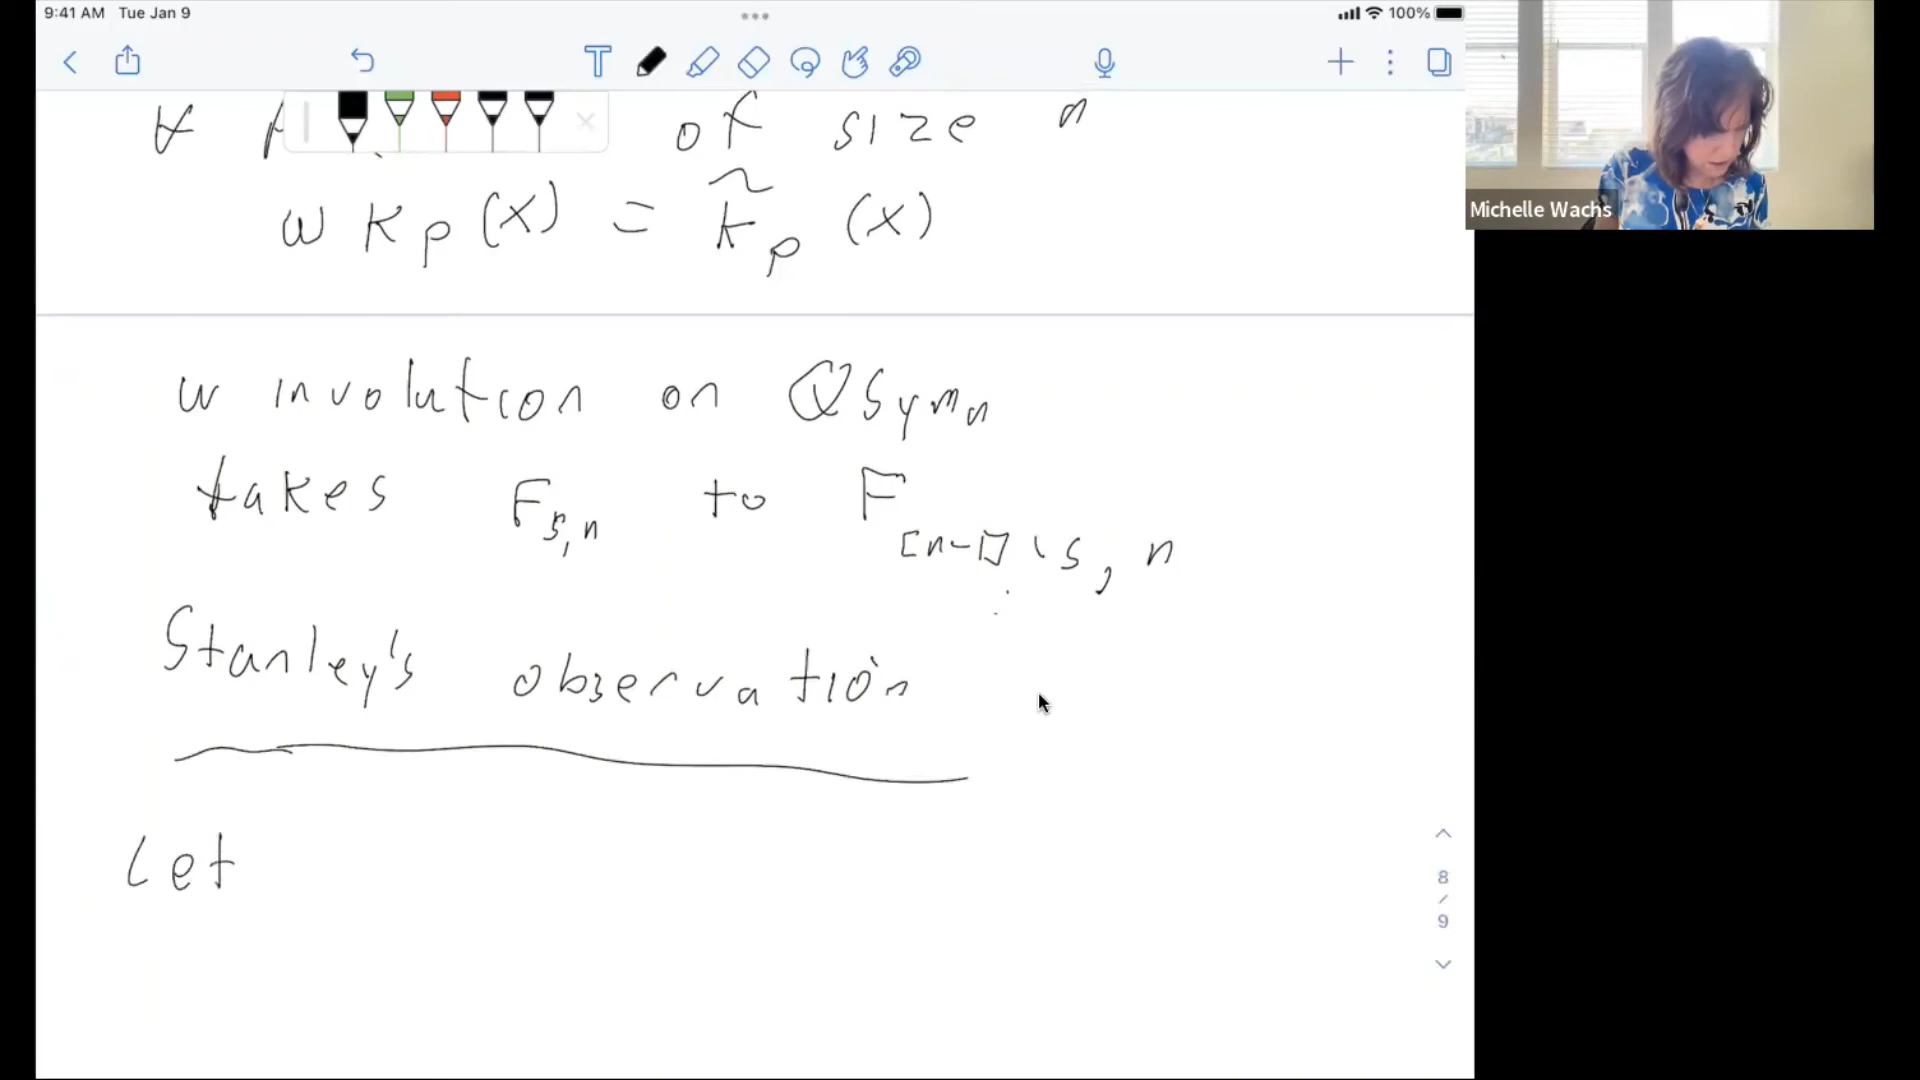 9:41 AM Tue Jan 9
100%
∀ of size n
ω K_P (x) = K̃_P (x)
Michelle Wachs
ω involution on QSym_n
takes F_{S,n} to F_{[n-1]\S, n}
Stanley's observation
Let
8
/
9